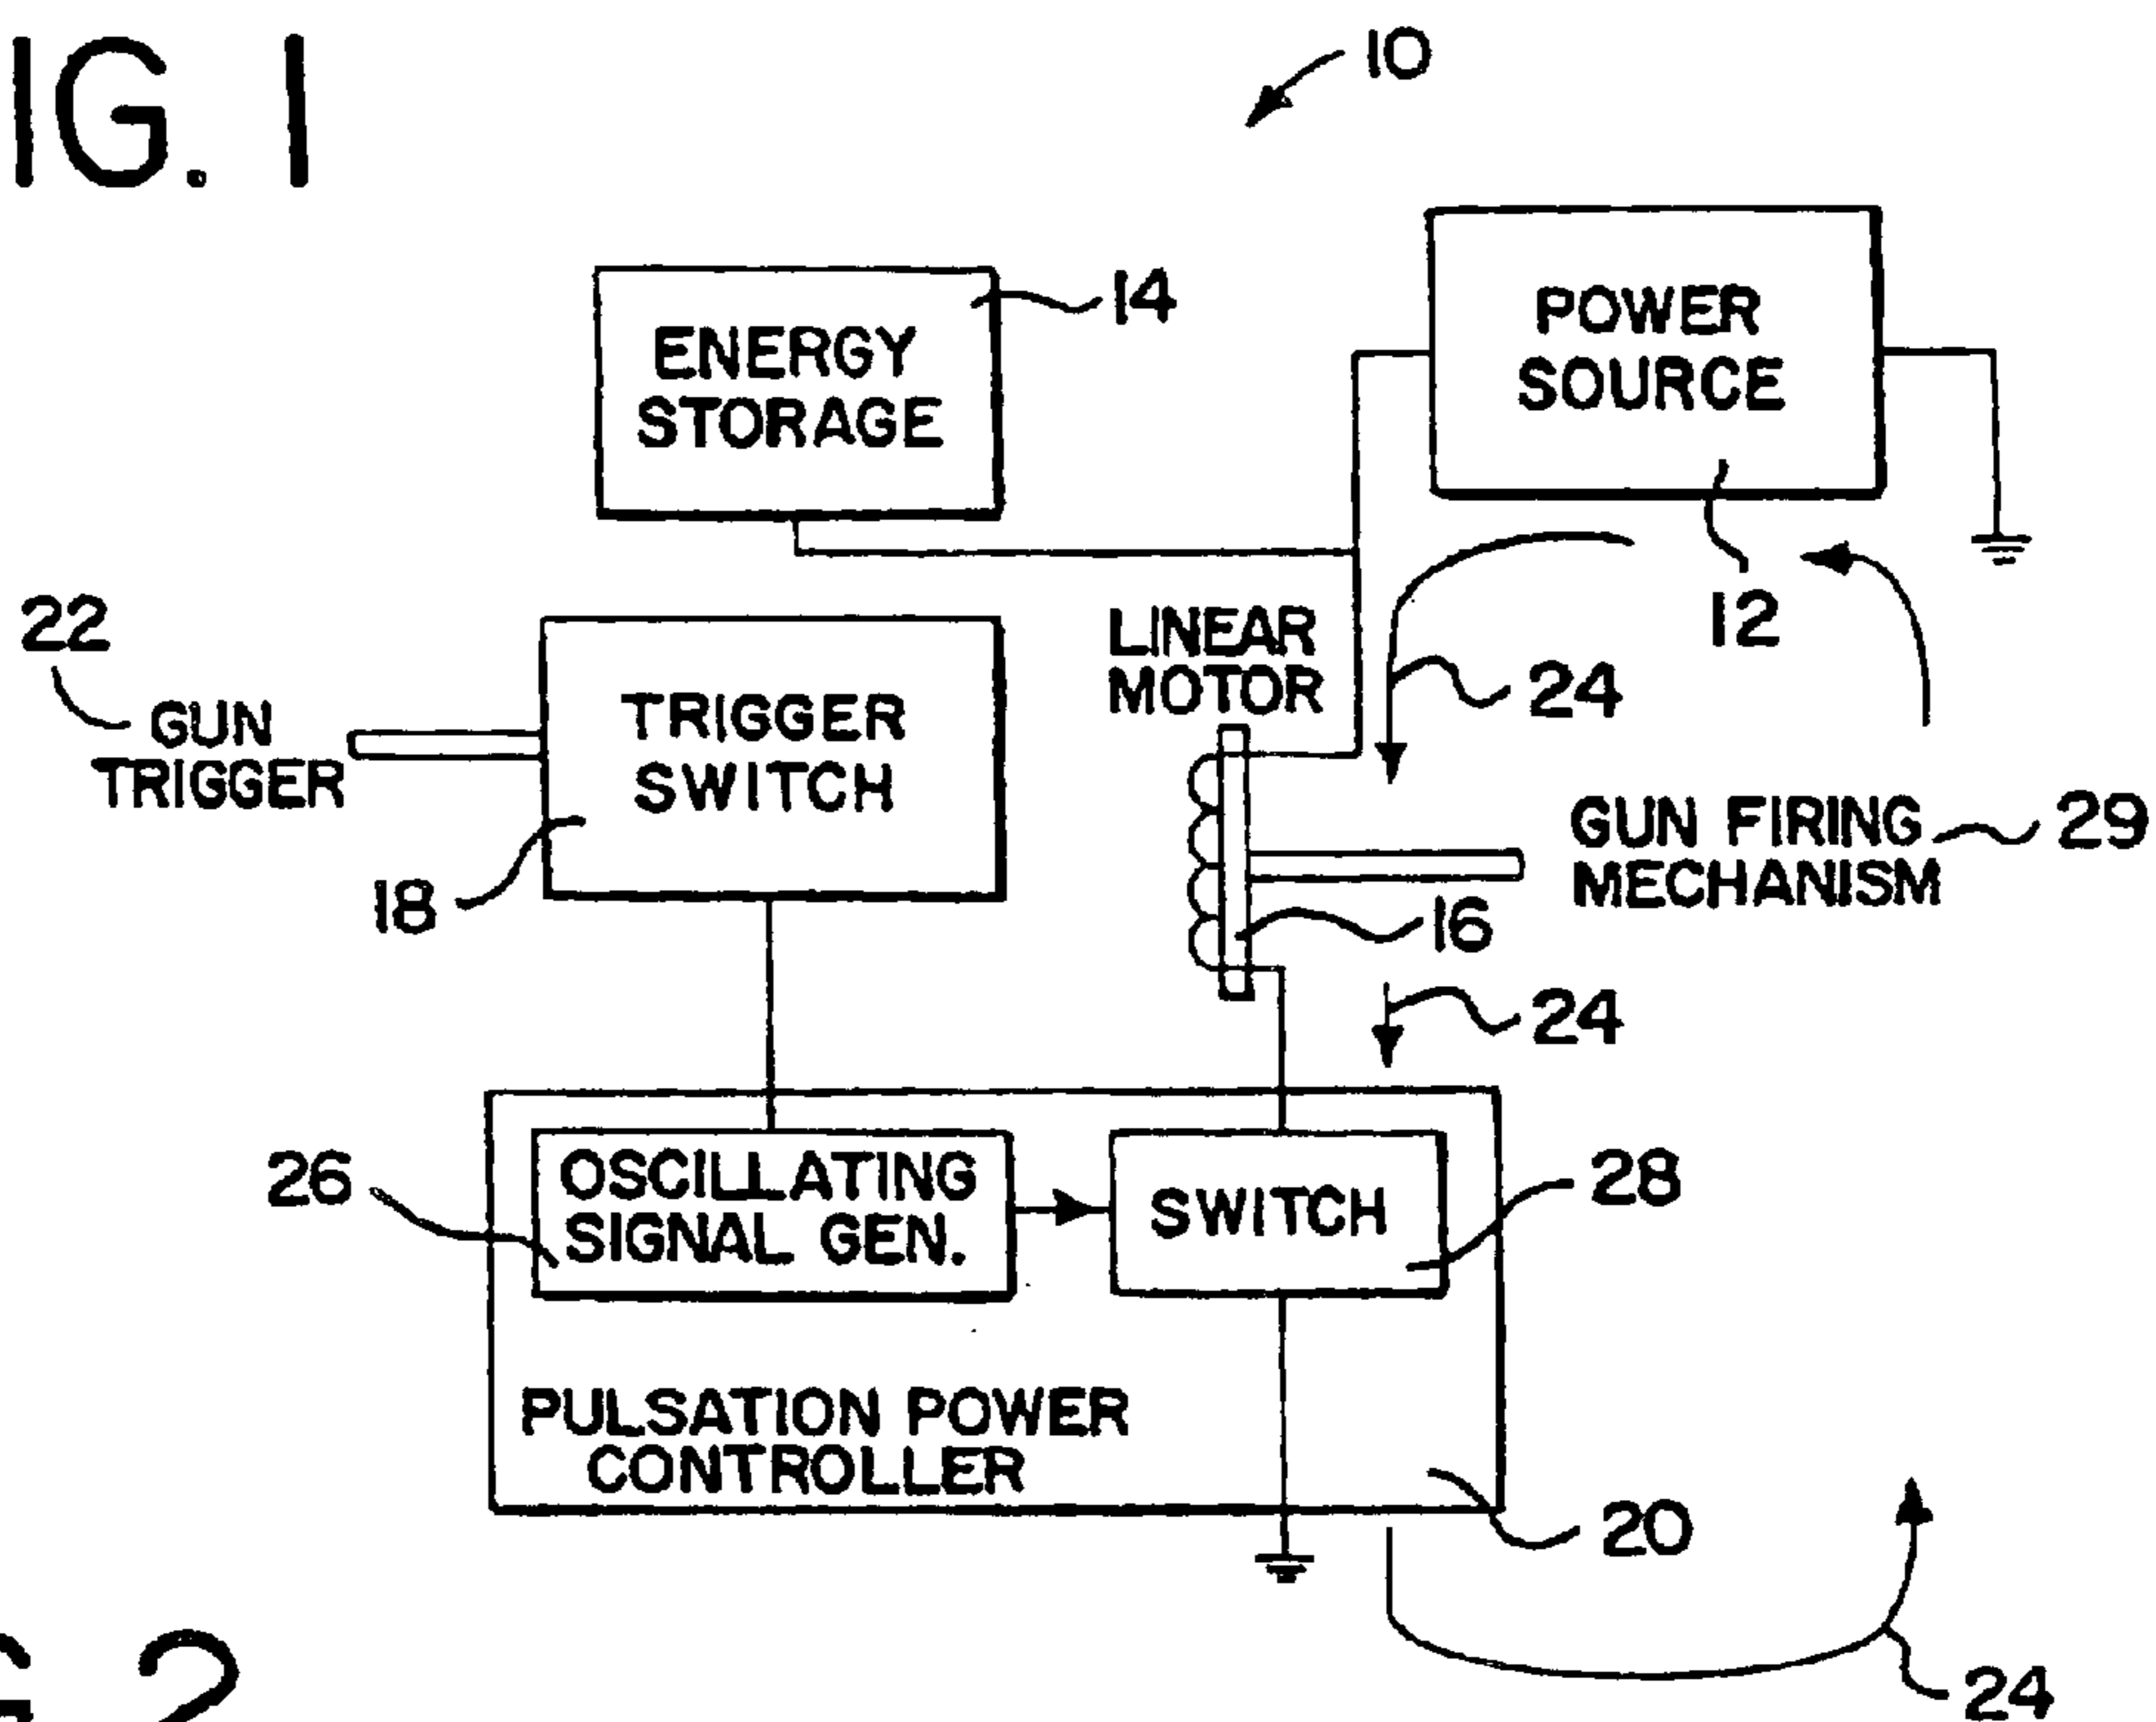 IG. 1
10
ENERGY
STORAGE
14
POWER
SOURCE
12
22
GUN
TRIGGER
TRIGGER
SWITCH
18
LINEAR
MOTOR
24
GUN FIRING
MECHANISM
29
16
24
26
OSCILLATING
SIGNAL GEN.
SWITCH
28
PULSATION POWER
CONTROLLER
20
24
G 2